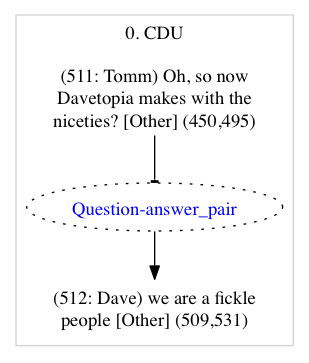 0. CDU
(511: Tomm) Oh, so now
Davetopia makes with the
niceties? [Other] (450,495)
Question-answer_pair
(512: Dave) we are a fickle
people [Other] (509,531)